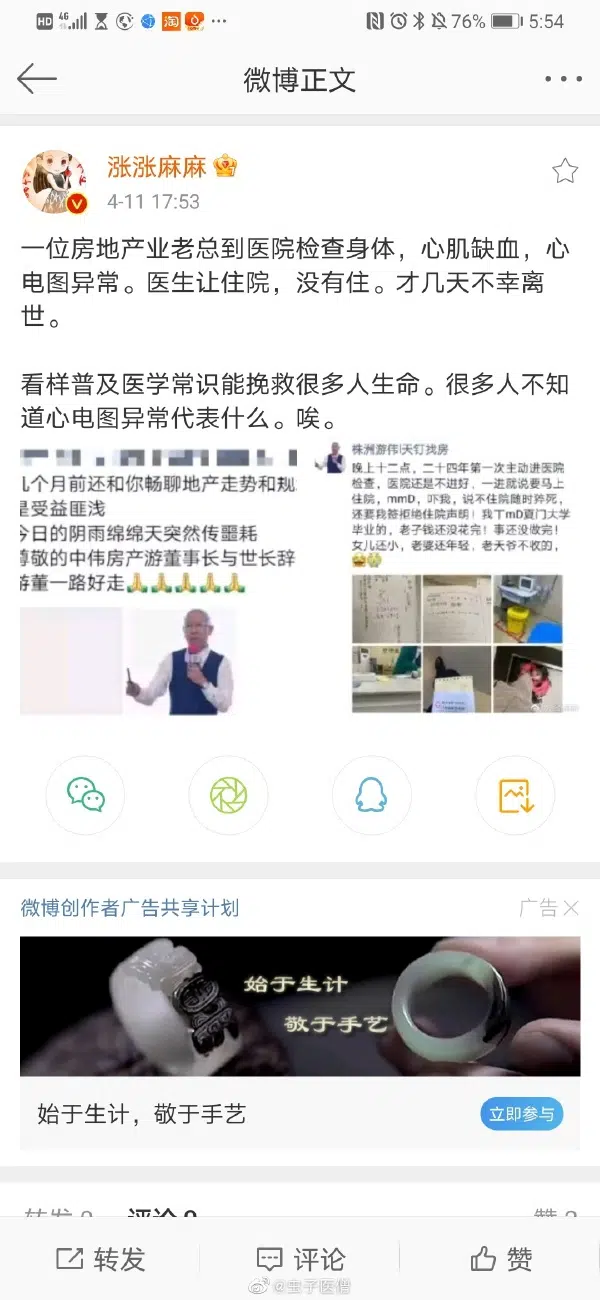 HD 4G 76% 5:54
微博正文
涨涨麻麻
4-11 17:53
一位房地产业老总到医院检查身体，心肌缺血，心
电图异常。医生让住院，没有住。才几天不幸离
世。
看样普及医学常识能挽救很多人生命。很多人不知
道心电图异常代表什么。唉。
几个月前还和你畅聊地产走势和规
是受益匪浅
今日的阴雨绵绵天突然传噩耗
尊敬的中伟房产游董事长与世长辞
游董一路好走🙏🙏🙏🙏🙏
株洲游伟l天钉找房
晚上十二点，二十四年第一次主动进医院
检查，医院还是不进好，一进就说要马上
住院，mmD，吓我，说不住院随时猝死，
还要我签拒绝住院声明！我丅mD夏门大学
毕业的，老子钱还没花完！事还没做完！
女儿还小，老婆还年轻，老天爷不收的，
微博创作者广告共享计划
广告
始于生计
敬于手艺
始于生计，敬于手艺
立即参与
转发 0 评论 0
转发 评论 赞
@虫子医僧